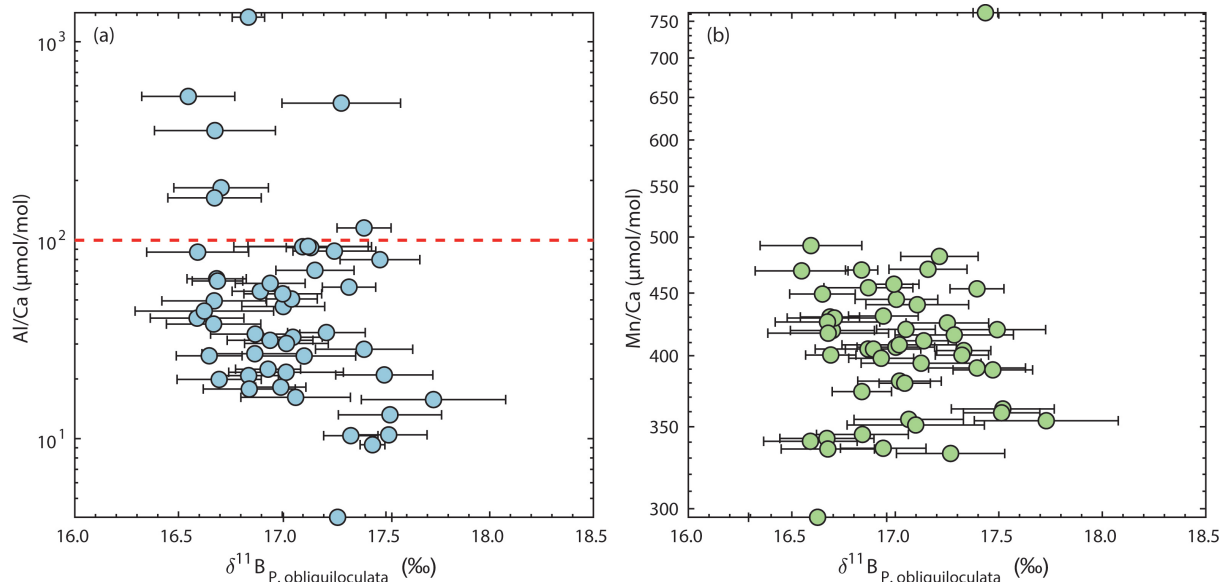 (a)
10³
10²
10¹
Al/Ca (μmol/mol)
16.0 16.5 17.0 17.5 18.0 18.5
δ¹¹B P. obliquiloculata (‰)
(b)
750
700
650
600
550
500
450
400
350
300
Mn/Ca (μmol/mol)
16.0 16.5 17.0 17.5 18.0 18.5
δ¹¹B P. obliquiloculata (‰)